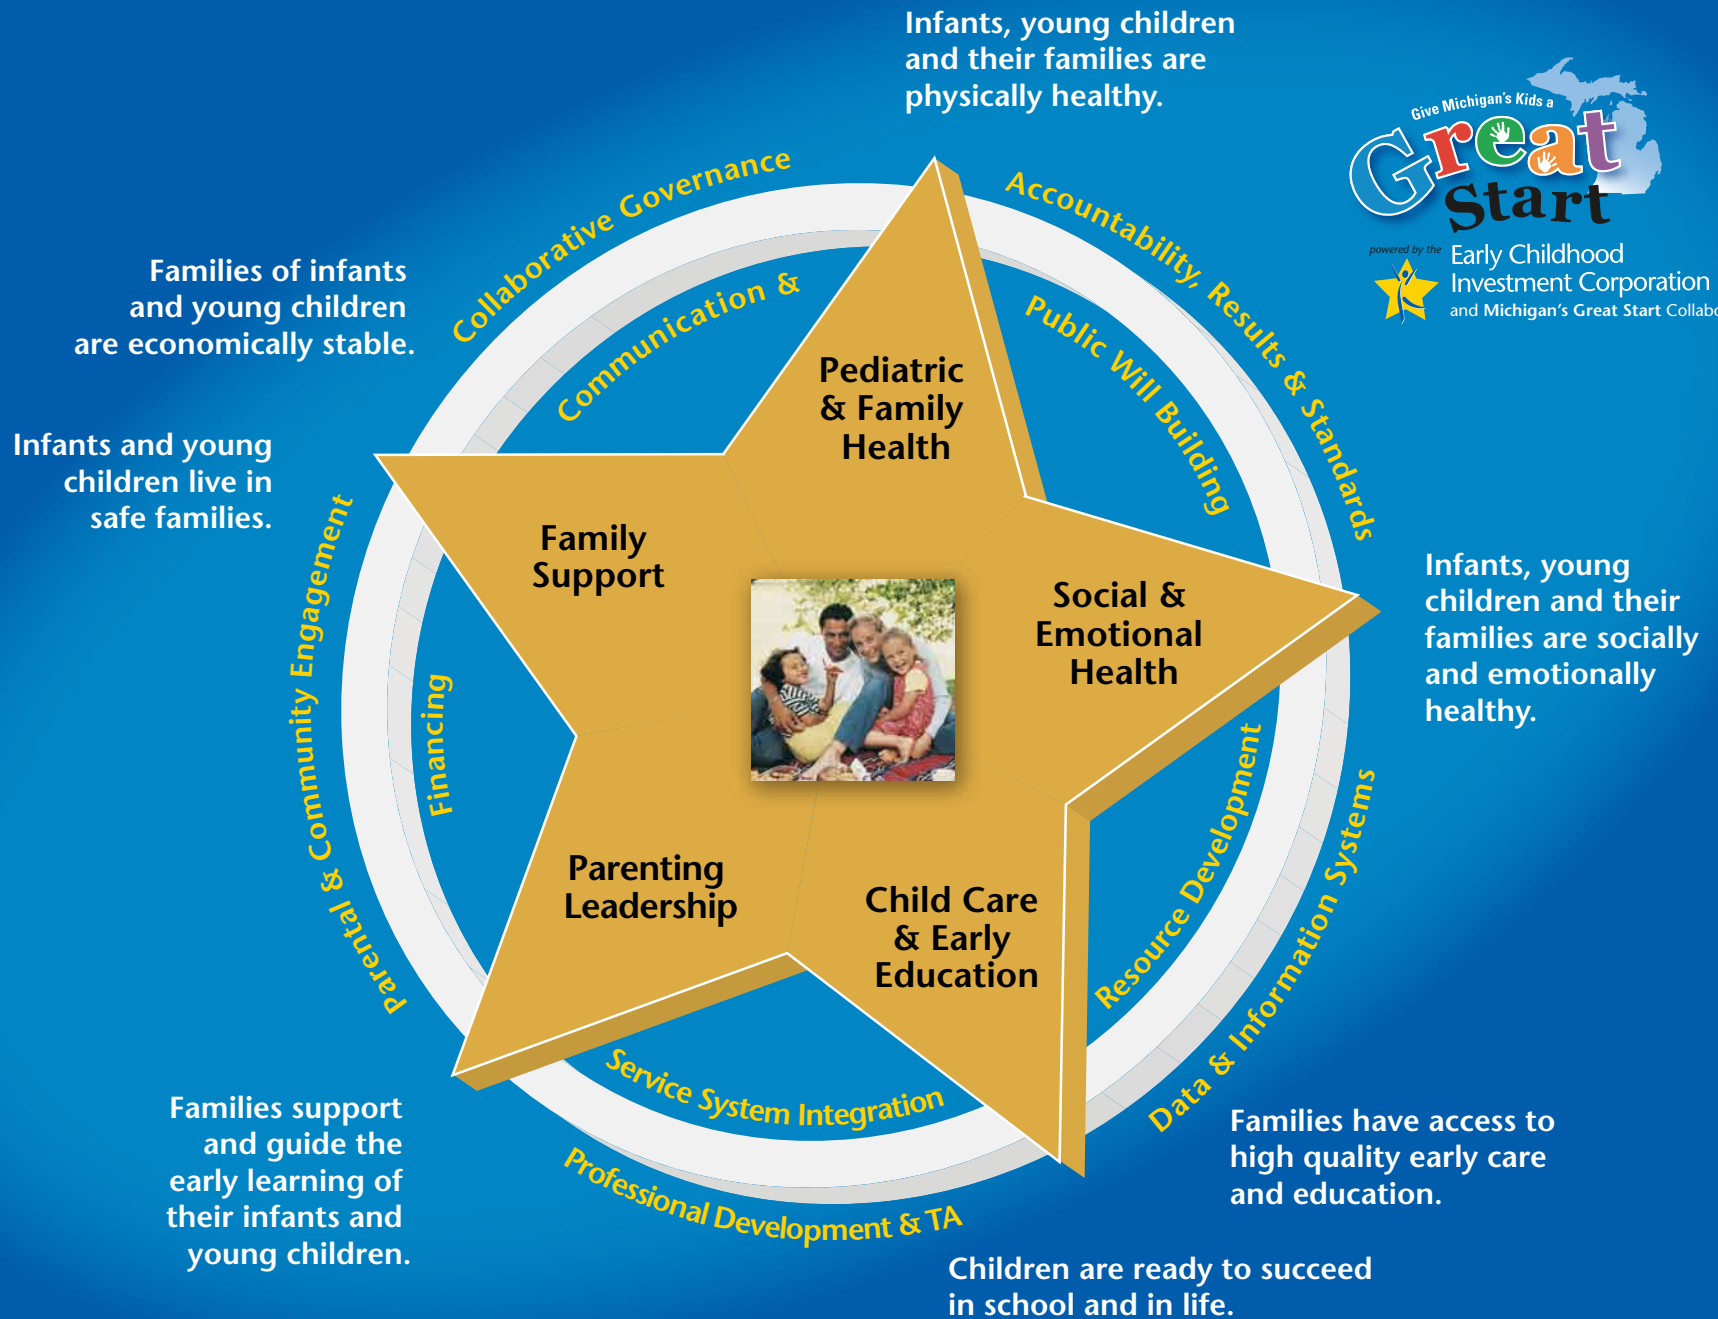 Infants, young children
and their families are
physically healthy.
Give Michigan's Kids a
Great
Start
powered by the
Early Childhood
Investment Corporation
and Michigan's Great Start
Collaborative Governance
Accountability, Results & Standards
Families of infants
and young children
are economically stable.
Communication &
Public Will Building
Pediatric
& Family
Health
Infants and young
children live in
safe families.
Family
Support
Social &
Emotional
Health
Infants, young
children and their
families are socially
and emotionally
healthy.
Parental & Community Engagement
Financing
Resource Development
Data & Information Systems
Parenting
Leadership
Child Care
& Early
Education
Service System Integration
Professional Development & TA
Families support
and guide the
early learning of
their infants and
young children.
Families have access to
high quality early care
and education.
Children are ready to succeed
in school and in life.